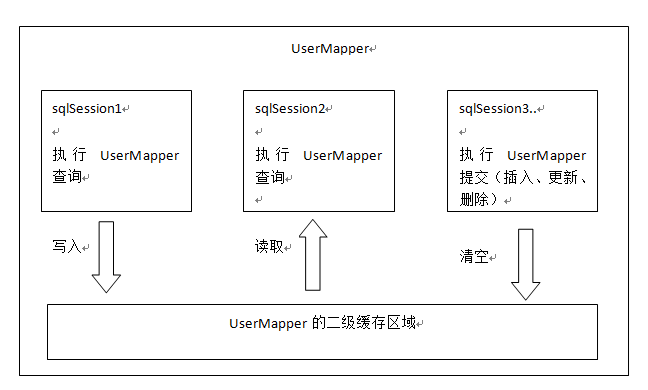 UserMapper
sqlSession1
执行 UserMapper
查询
sqlSession2
执行 UserMapper
查询
sqlSession3..
执行 UserMapper
提交（插入、更新、
删除）
写入
读取
清空
UserMapper 的二级缓存区域